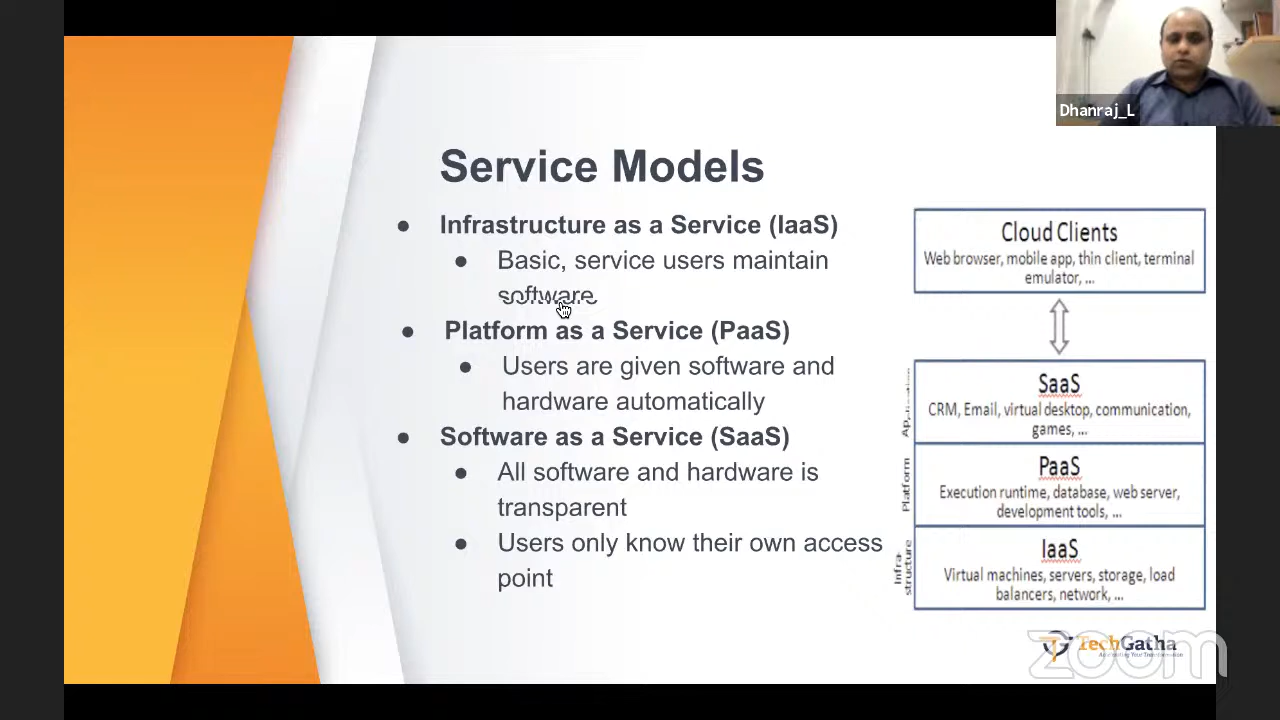 Dhanraj_L
Service Models
● Infrastructure as a Service (IaaS)
● Basic, service users maintain
software
● Platform as a Service (PaaS)
● Users are given software and
hardware automatically
● Software as a Service (SaaS)
● All software and hardware is
transparent
● Users only know their own access
point
Cloud Clients
Web browser, mobile app, thin client, terminal
emulator, ...
SaaS
CRM, Email, virtual desktop, communication,
games, ...
Platform
PaaS
Execution runtime, database, web server,
development tools, ...
Infra-
structure
IaaS
Virtual machines, servers, storage, load
balancers, network, ...
TechGatha
zoom